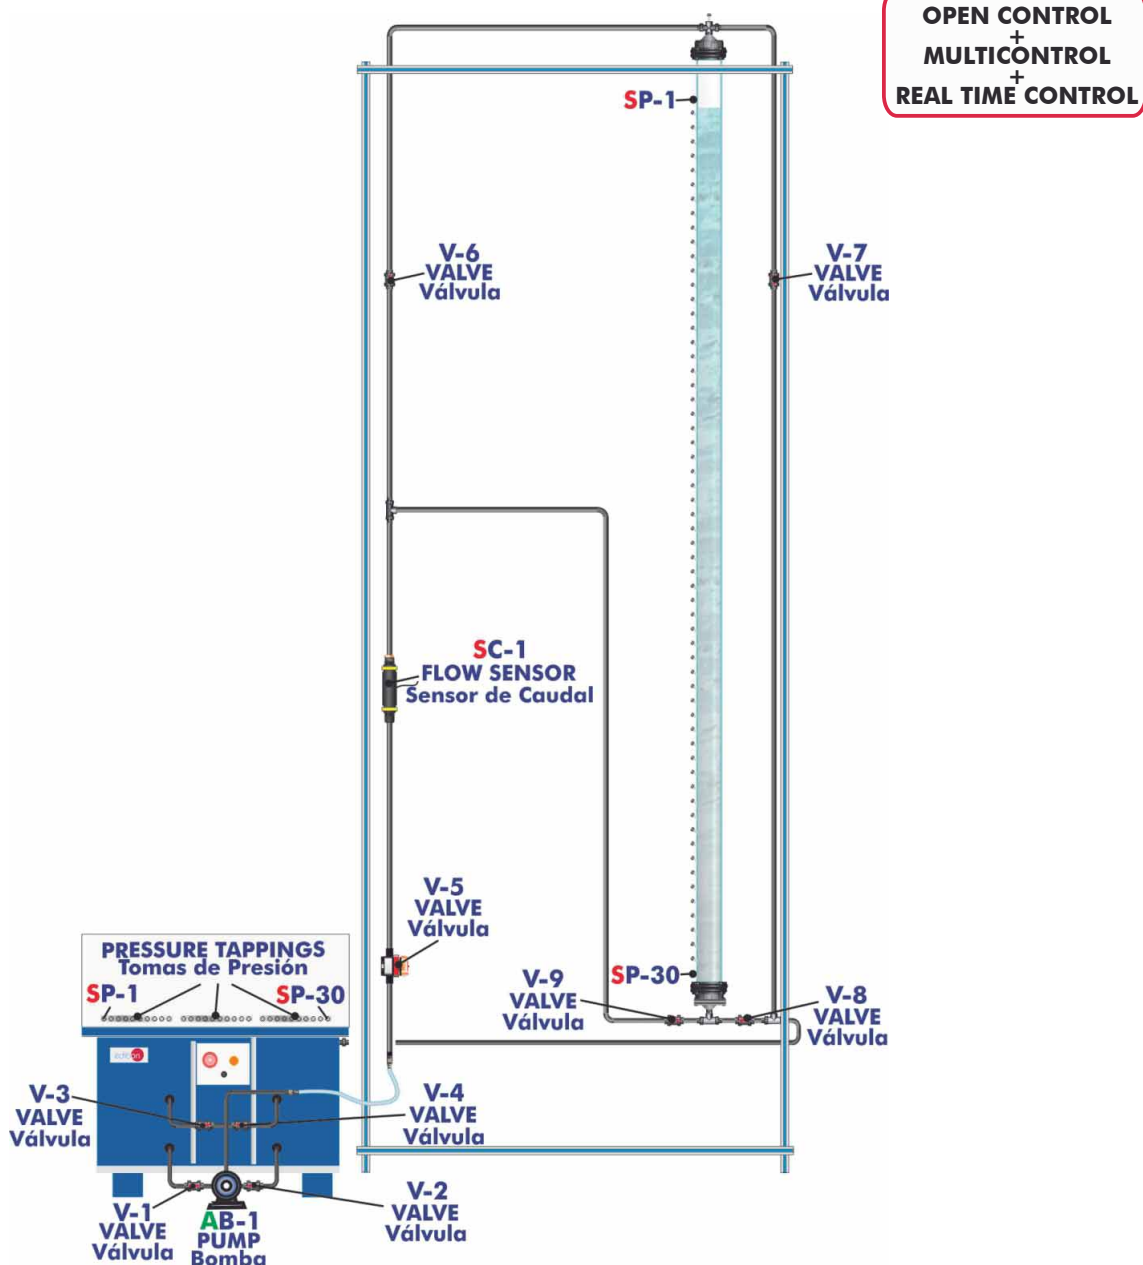 OPEN CONTROL
+
MULTICONTROL
+
REAL TIME CONTROL
SP-1
V-6
VALVE
Válvula
V-7
VALVE
Válvula
SC-1
FLOW SENSOR
Sensor de Caudal
V-5
VALVE
Válvula
PRESSURE TAPPINGS
Tomas de Presión
SP-1
SP-30
SP-30
V-9
VALVE
Válvula
V-8
VALVE
Válvula
V-3
VALVE
Válvula
V-4
VALVE
Válvula
V-1
VALVE
Válvula
AB-1
PUMP
Bomba
V-2
VALVE
Válvula